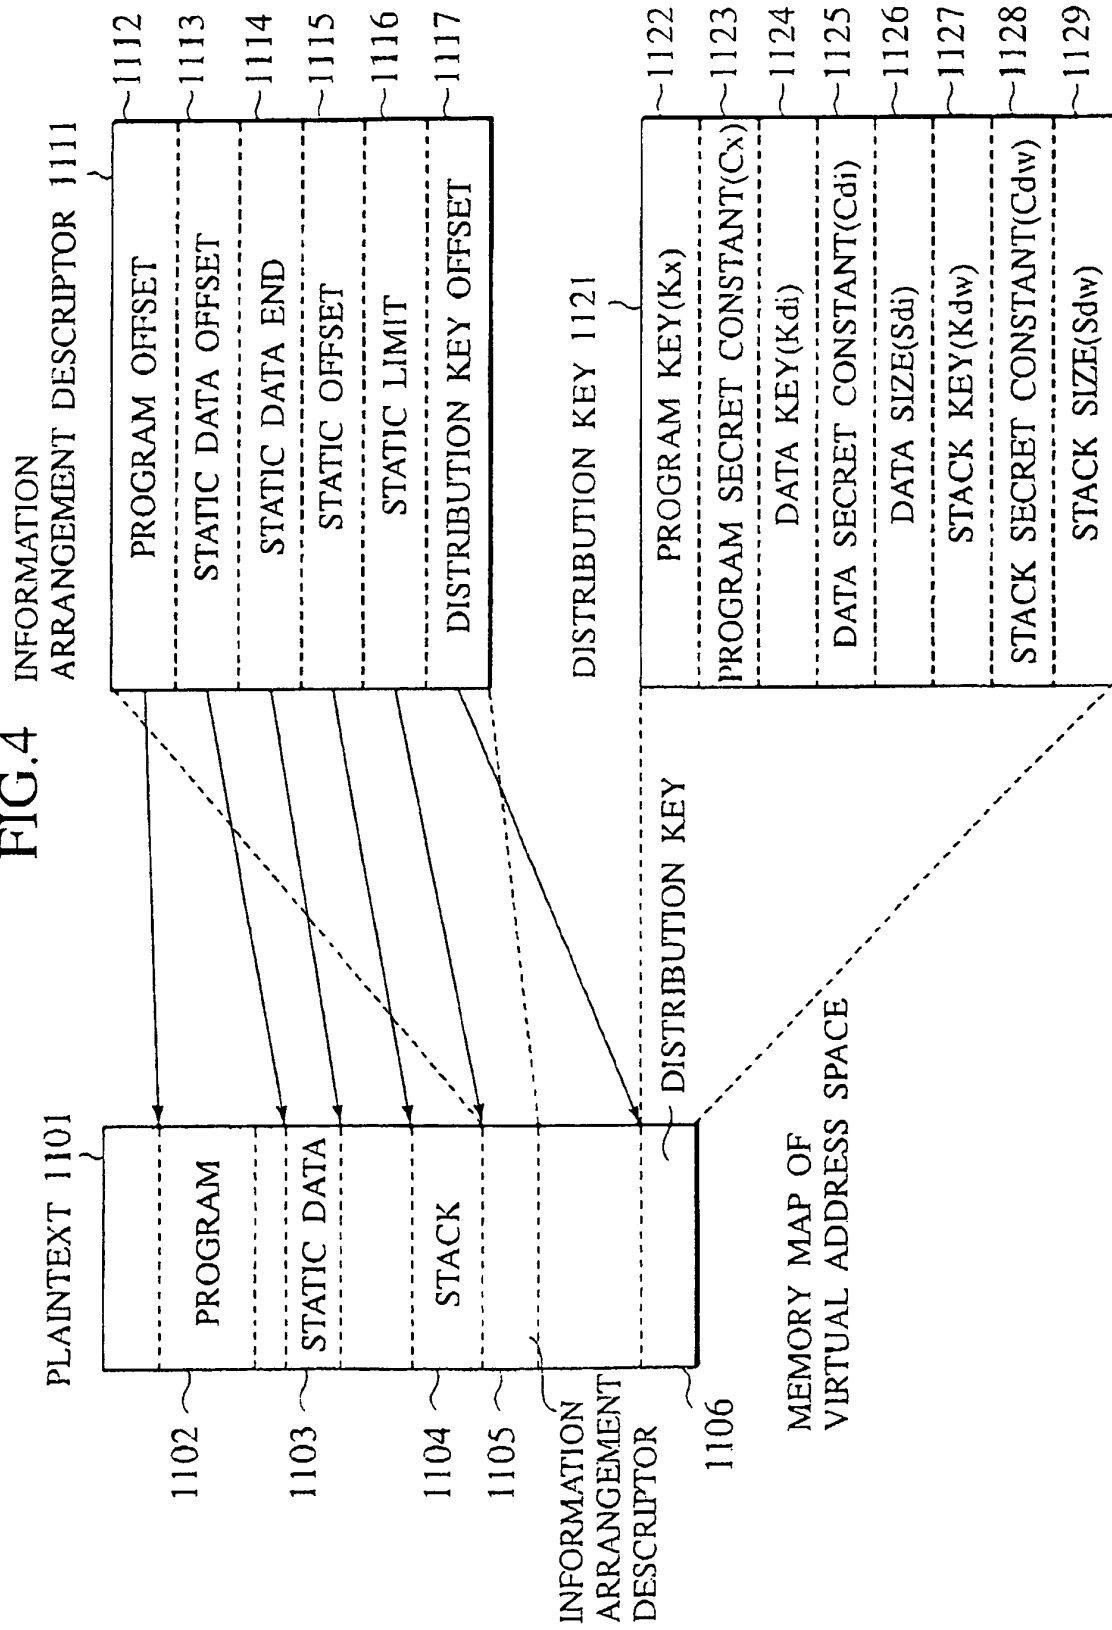 FIG.4
INFORMATION
ARRANGEMENT DESCRIPTOR 1111
PROGRAM OFFSET
1112
STATIC DATA OFFSET
1113
STATIC DATA END
1114
STATIC OFFSET
1115
STATIC LIMIT
1116
DISTRIBUTION KEY OFFSET
1117
DISTRIBUTION KEY 1121
PROGRAM KEY(Kx)
1122
PROGRAM SECRET CONSTANT(Cx)
1123
DATA KEY(Kdi)
1124
DATA SECRET CONSTANT(Cdi)
1125
DATA SIZE(Sdi)
1126
STACK KEY(Kdw)
1127
STACK SECRET CONSTANT(Cdw)
1128
STACK SIZE(Sdw)
1129
PLAINTEXT 1101
1102
PROGRAM
1103
STATIC DATA
1104
STACK
1105
INFORMATION
ARRANGEMENT
DESCRIPTOR
1106
DISTRIBUTION KEY
MEMORY MAP OF
VIRTUAL ADDRESS SPACE